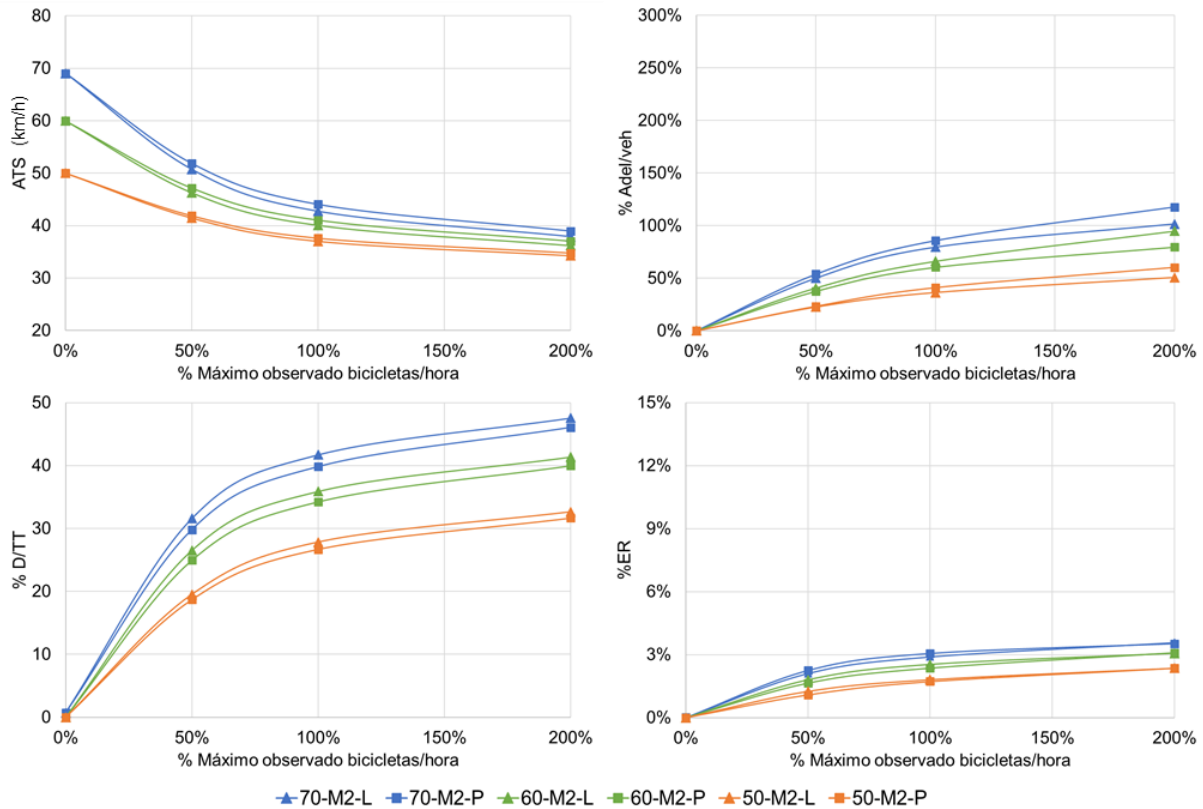 80
70
60
50
40
30
20
ATS (km/h)
0% 50% 100% 150% 200%
% Máximo observado bicicletas/hora
300%
250%
200%
150%
100%
50%
0%
% Adel/veh
0% 50% 100% 150% 200%
% Máximo observado bicicletas/hora
50
40
30
20
10
0
% D/TT
0% 50% 100% 150% 200%
% Máximo observado bicicletas/hora
15%
12%
9%
6%
3%
0%
%ER
0% 50% 100% 150% 200%
% Máximo observado bicicletas/hora
70-M2-L 70-M2-P 60-M2-L 60-M2-P 50-M2-L 50-M2-P